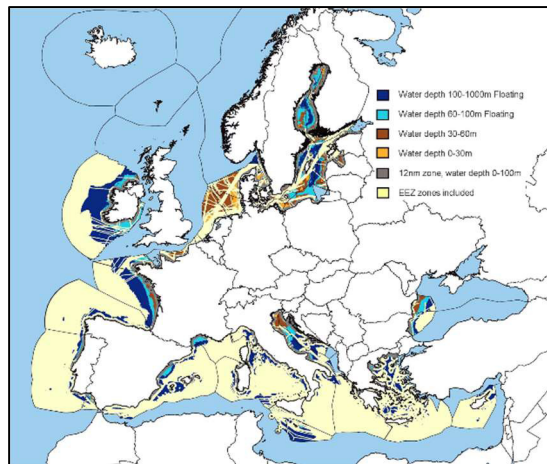 Water depth 100-1000m Floating
Water depth 60-100m Floating
Water depth 30-60m
Water depth 0-30m
12nm zone, water depth 0-100m
EEZ zones included